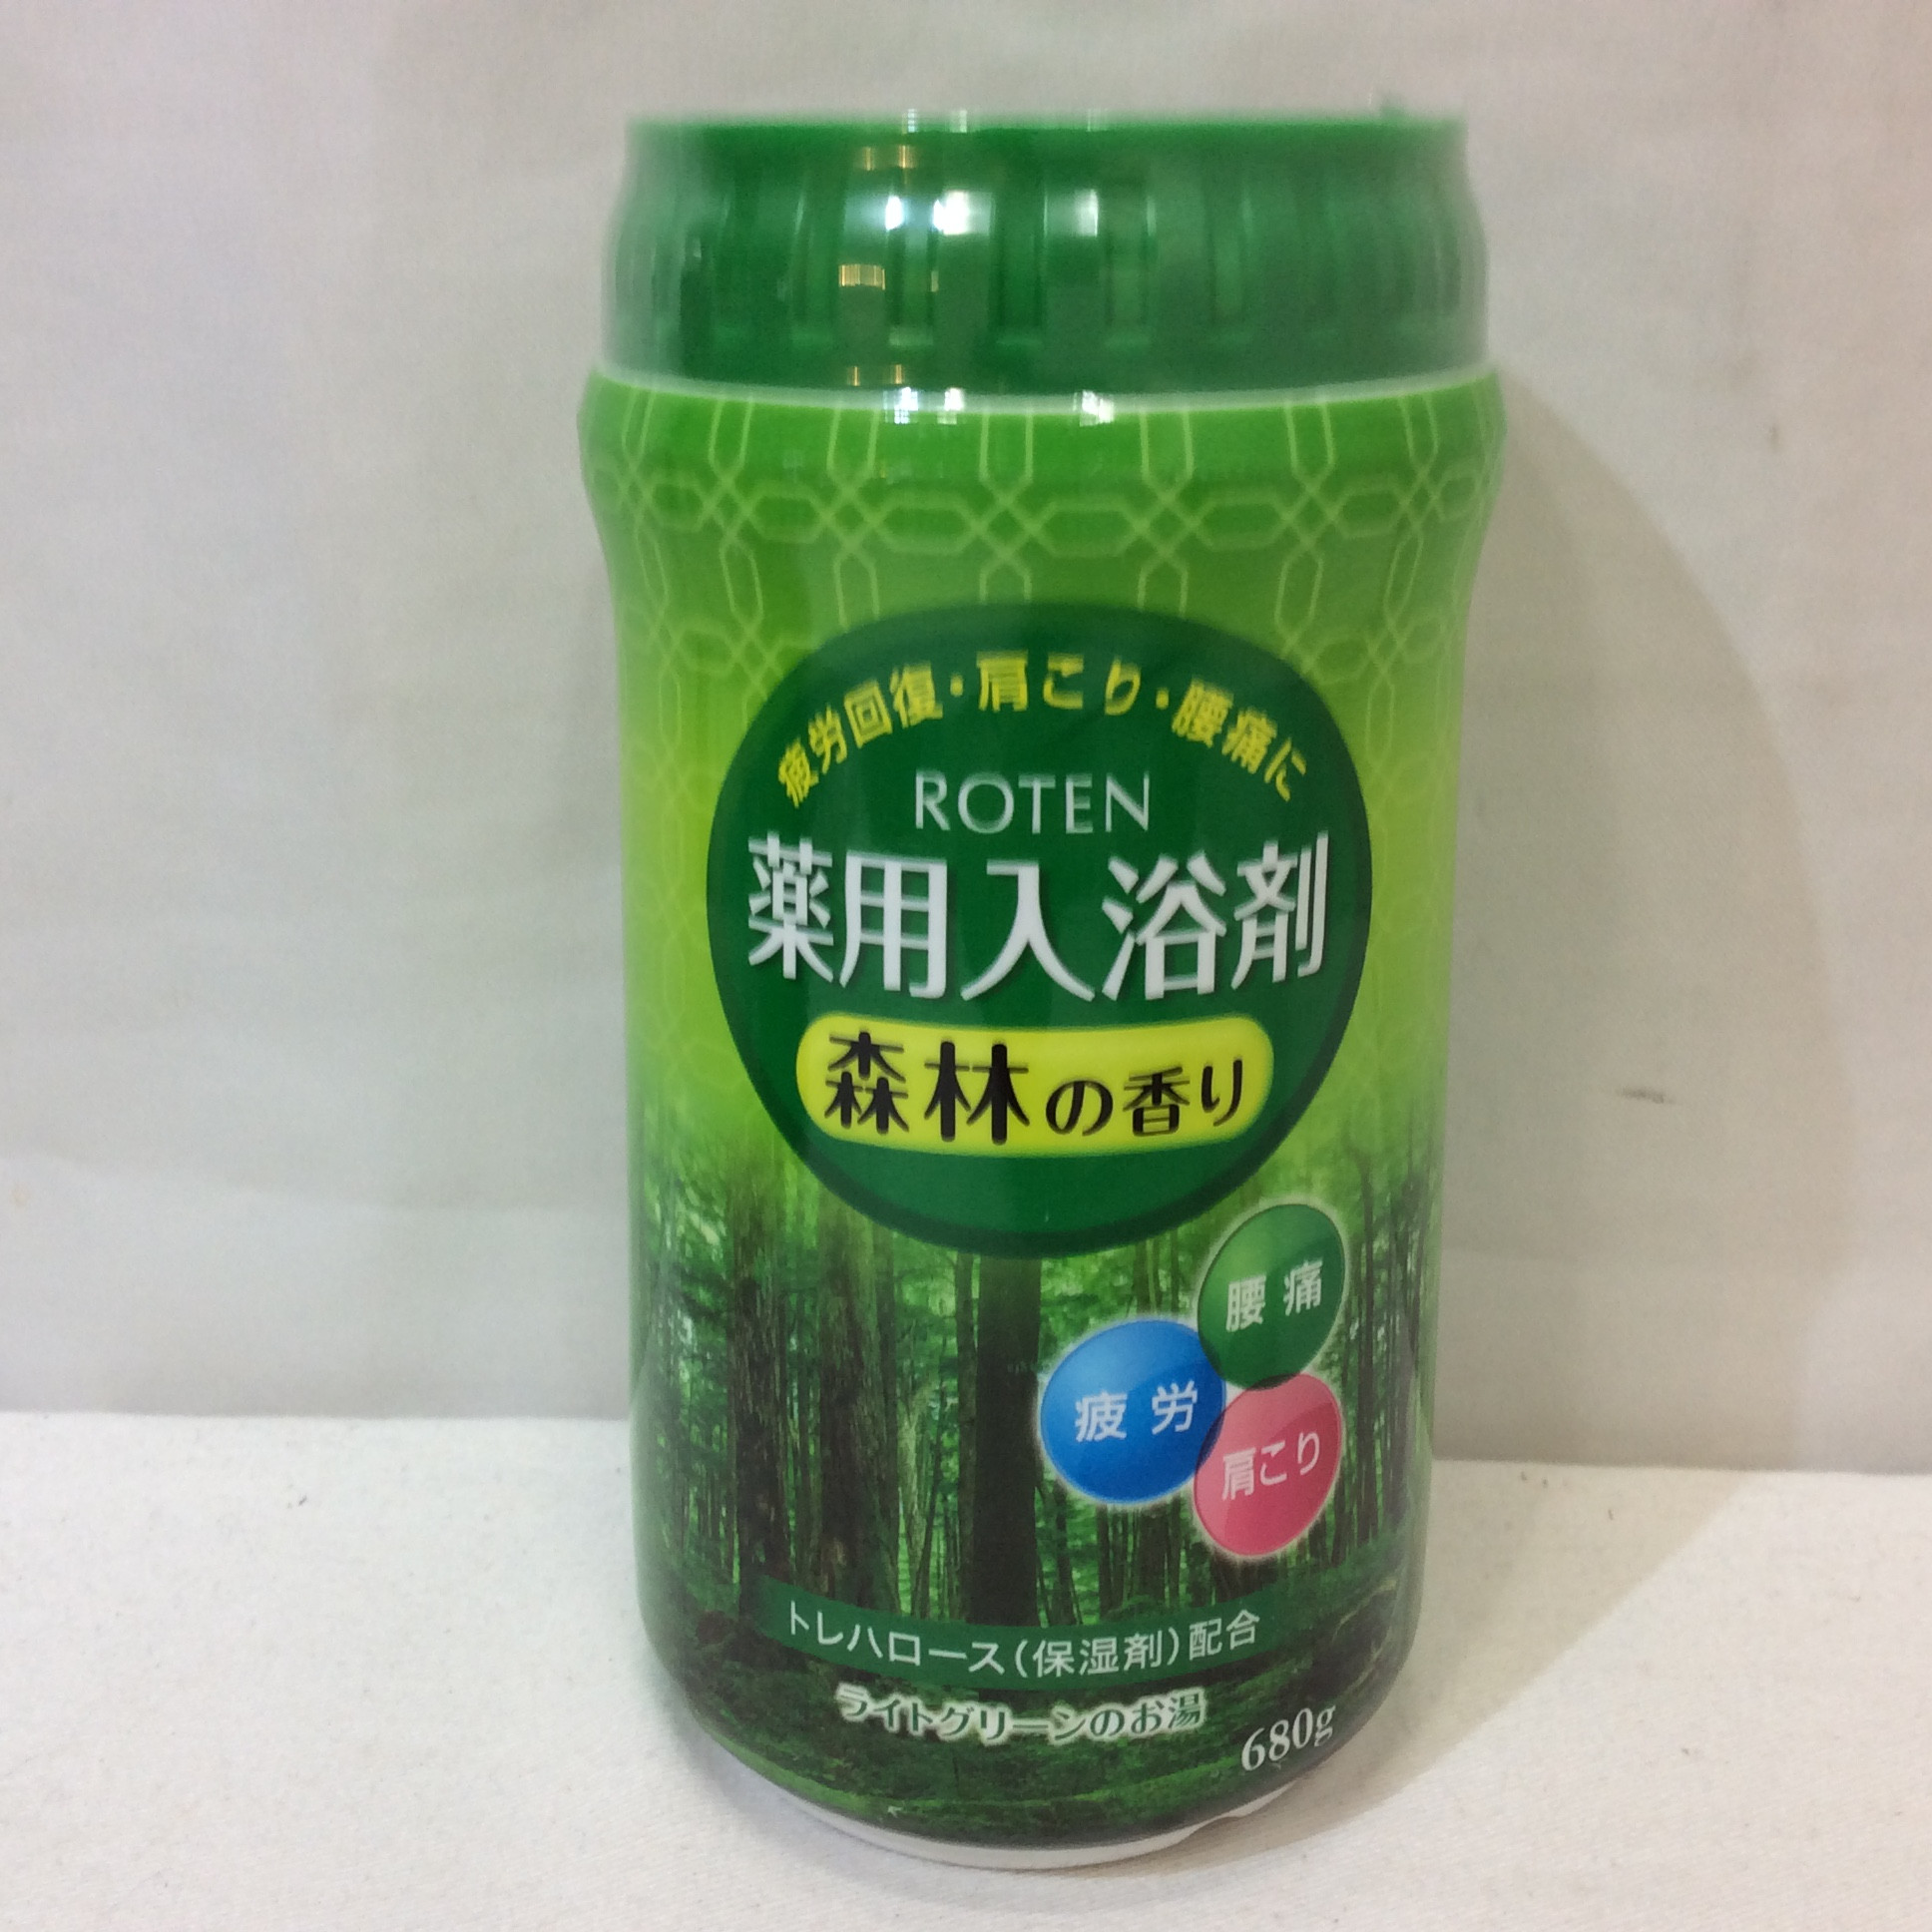 疲労回復・肩こり・腰痛に
ROTEN
薬用入浴剤
森林の香り
腰痛
疲労
肩こり
トレハロース(保湿剤)配合
ライトグリーンのお湯
680g